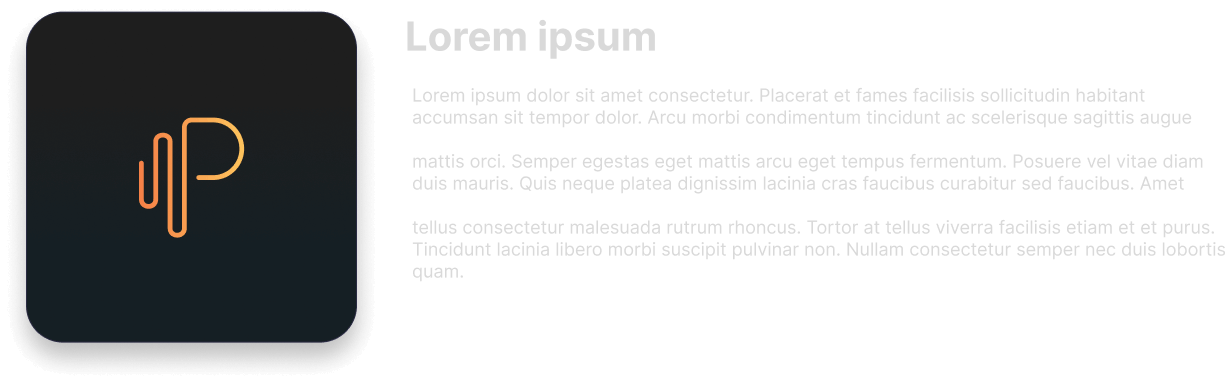 P
Lorem ipsum
Lorem ipsum dolor sit amet consectetur. Placerat et fames facilisis sollicitudin habitant
accumsan sit tempor dolor. Arcu morbi condimentum tincidunt ac scelerisque sagittis augue
mattis orci. Semper egestas eget mattis arcu eget tempus fermentum. Posuere vel vitae diam
duis mauris. Quis neque platea dignissim lacinia cras faucibus curabitur sed faucibus. Amet
tellus consectetur malesuada rutrum rhoncus. Tortor at tellus viverra facilisis etiam et et purus.
Tincidunt lacinia libero morbi suscipit pulvinar non. Nullam consectetur semper nec duis lobortis
quam.